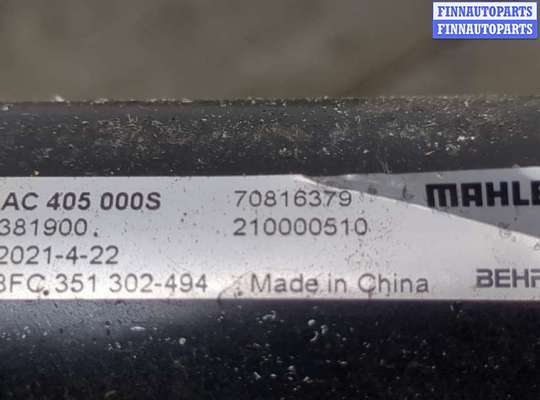 FINNAUTOPARTS
FINNAUTOPARTS
AC 405 000S 70816379 MAHLE
381900 210000510
2021-4-22
8FC 351 302-494 Made in China BEHR